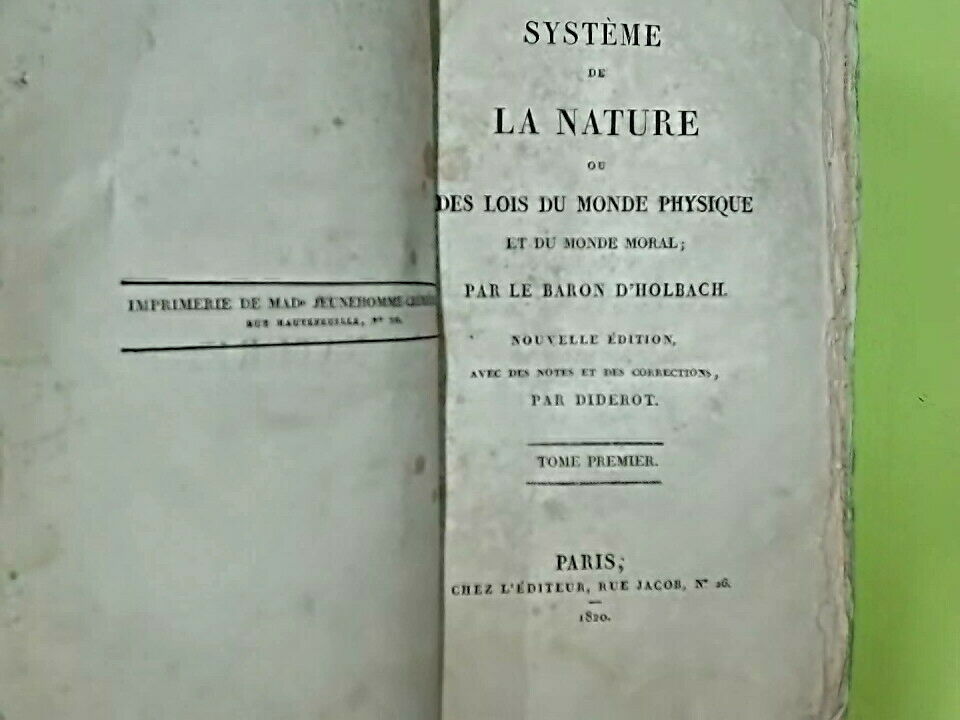 IMPRIMERIE DE MADe JEUNEHOMME
RUE HAUTEFEUILLE, N° 20.
SYSTÈME
DE
LA NATURE
OU
DES LOIS DU MONDE PHYSIQUE
ET DU MONDE MORAL;
PAR LE BARON D'HOLBACH.
NOUVELLE ÉDITION,
AVEC DES NOTES ET DES CORRECTIONS,
PAR DIDEROT.
TOME PREMIER.
PARIS,
CHEZ L'ÉDITEUR, RUE JACOB, N° 26.
1820.